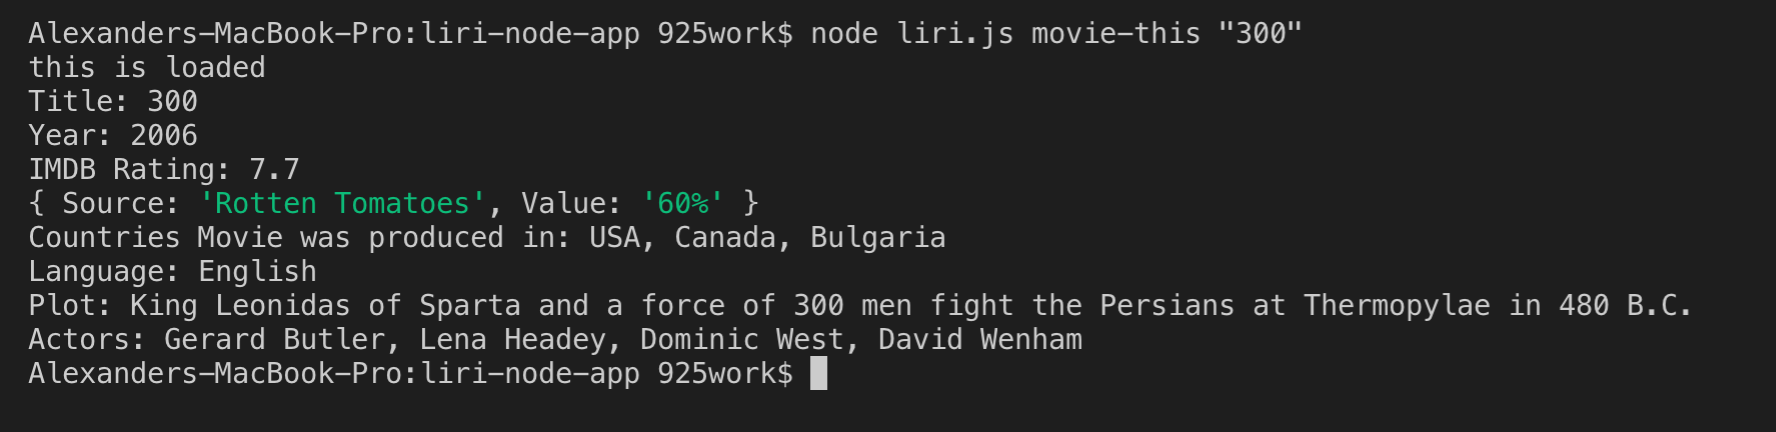 Alexanders-MacBook-Pro:liri-node-app 925work$ node liri.js movie-this "300"
this is loaded
Title: 300
Year: 2006
IMDB Rating: 7.7
{ Source: 'Rotten Tomatoes', Value: '60%' }
Countries Movie was produced in: USA, Canada, Bulgaria
Language: English
Plot: King Leonidas of Sparta and a force of 300 men fight the Persians at Thermopylae in 480 B.C.
Actors: Gerard Butler, Lena Headey, Dominic West, David Wenham
Alexanders-MacBook-Pro:liri-node-app 925work$